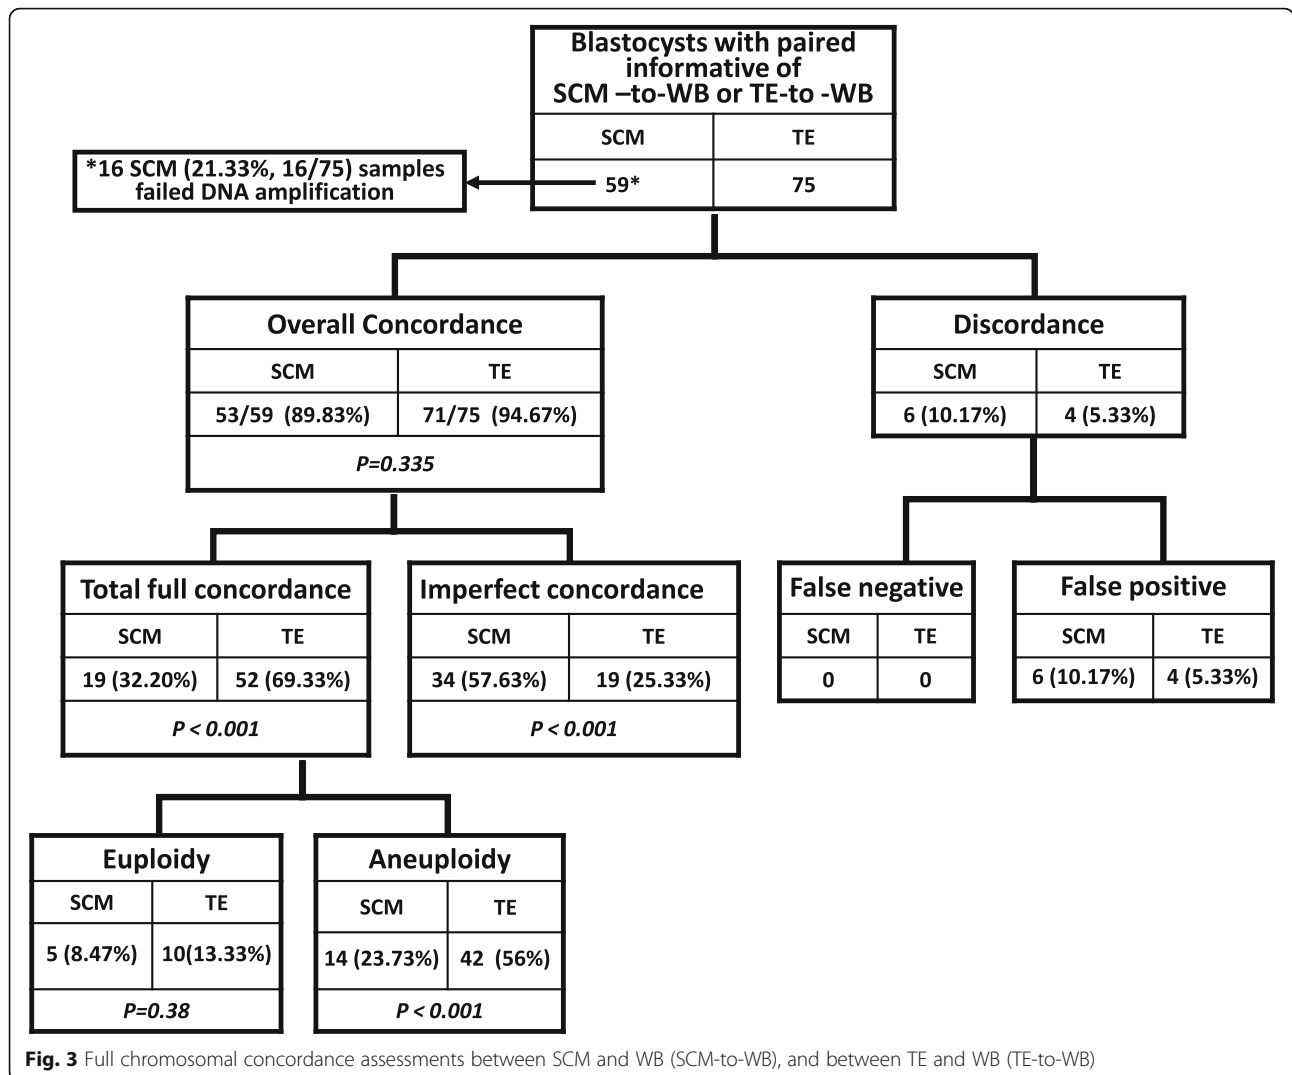 Blastocysts with paired
informative of
SCM –to-WB or TE-to -WB
SCM TE
59* 75
*16 SCM (21.33%, 16/75) samples
failed DNA amplification
Overall Concordance
SCM TE
53/59 (89.83%) 71/75 (94.67%)
P=0.335
Discordance
SCM TE
6 (10.17%) 4 (5.33%)
Total full concordance
SCM TE
19 (32.20%) 52 (69.33%)
P < 0.001
Imperfect concordance
SCM TE
34 (57.63%) 19 (25.33%)
P < 0.001
False negative
SCM TE
0 0
False positive
SCM TE
6 (10.17%) 4 (5.33%)
Euploidy
SCM TE
5 (8.47%) 10(13.33%)
P=0.38
Aneuploidy
SCM TE
14 (23.73%) 42 (56%)
P < 0.001
Fig. 3 Full chromosomal concordance assessments between SCM and WB (SCM-to-WB), and between TE and WB (TE-to-WB)